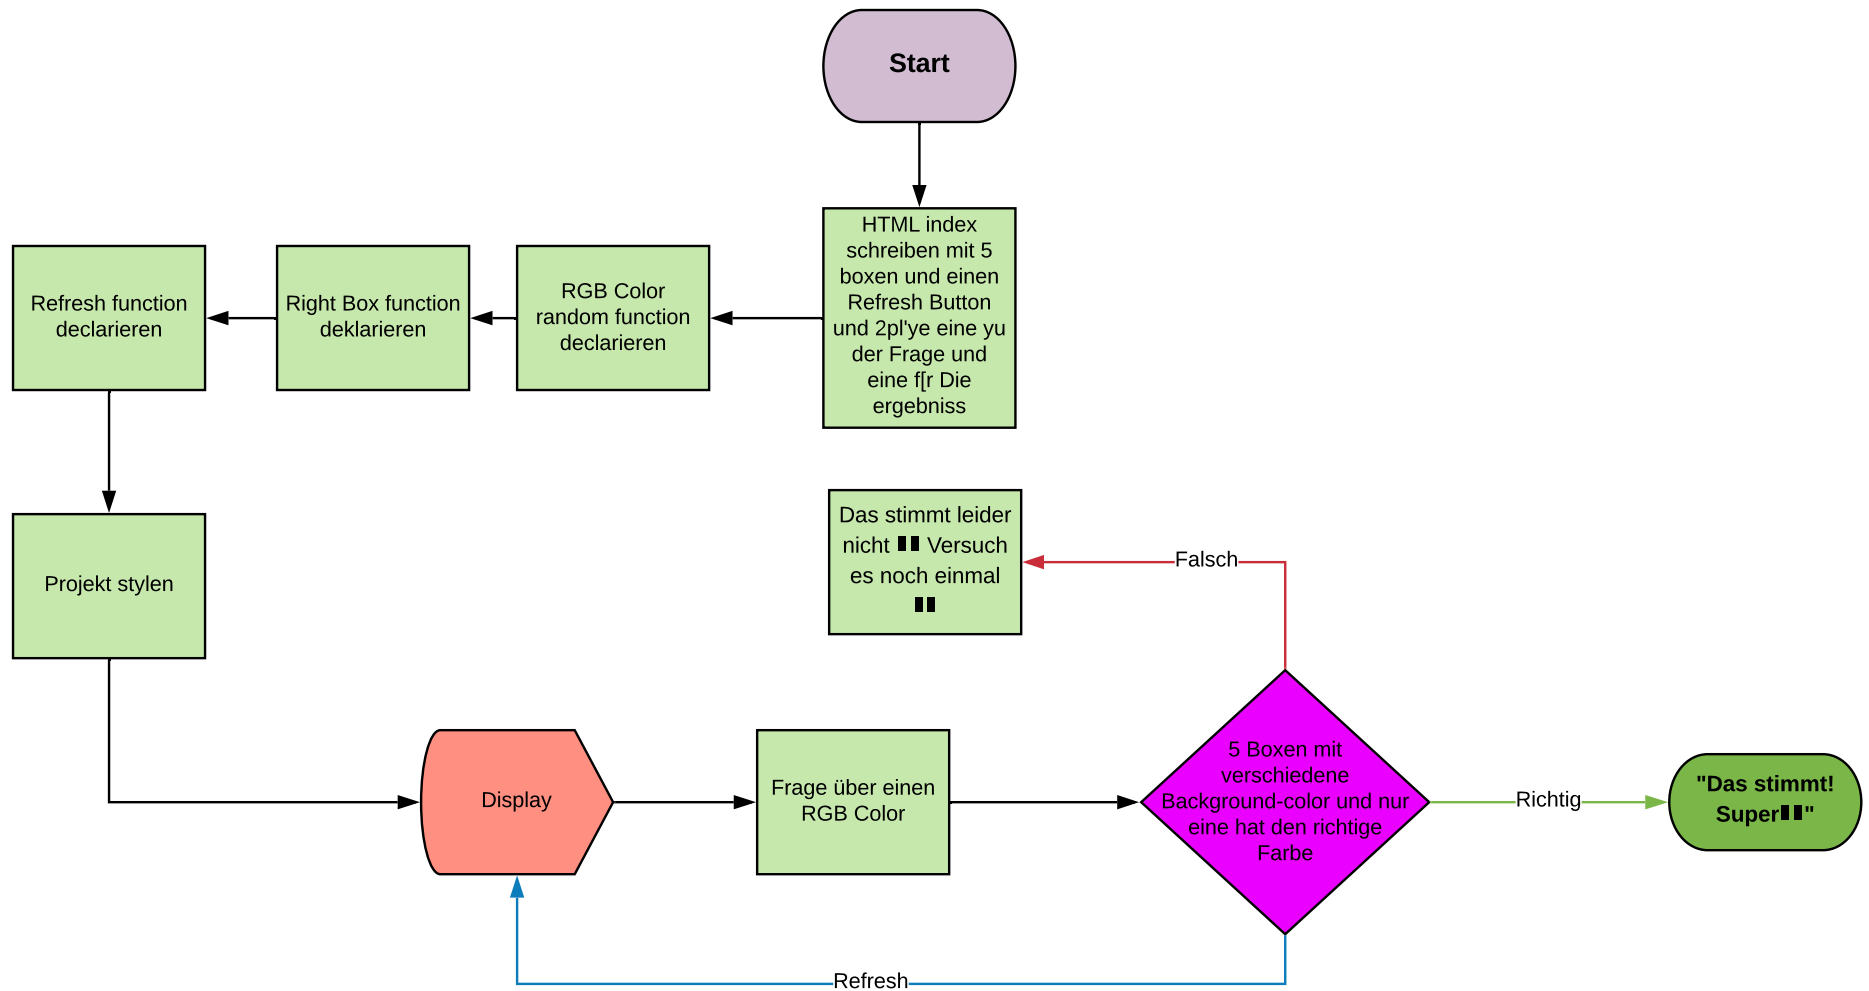 Start
HTML index
schreiben mit 5
boxen und einen
Refresh Button
und 2pl'ye eine yu
der Frage und
eine f[r Die
ergebniss
RGB Color
random function
declarieren
Right Box function
deklarieren
Refresh function
declarieren
Projekt stylen
Das stimmt leider
nicht ▮▮ Versuch
es noch einmal
▮▮
Falsch
Display
Frage über einen
RGB Color
5 Boxen mit
verschiedene
Background-color und nur
eine hat den richtige
Farbe
Richtig
"Das stimmt!
Super▮▮"
Refresh